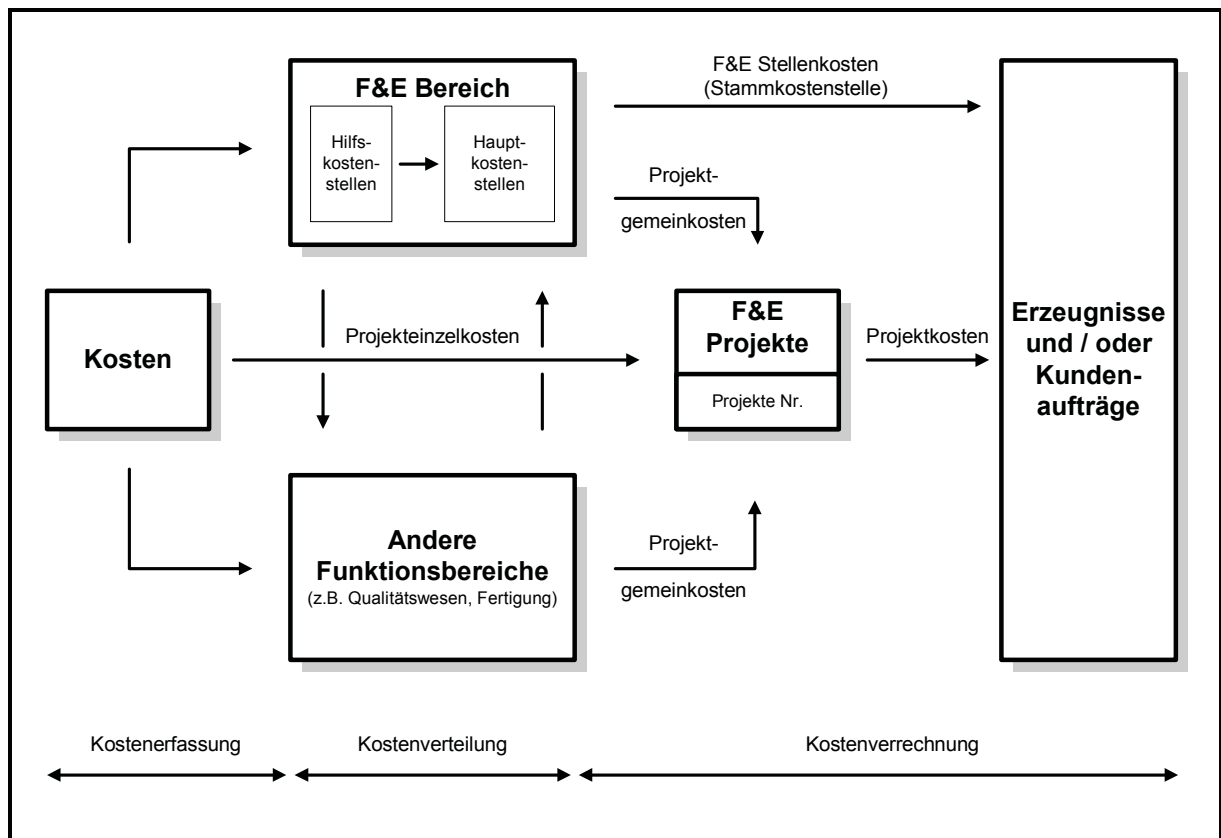 F&E Bereich
Hilfs-
kosten-
stellen
Haupt-
kosten-
stellen
F&E Stellenkosten
(Stammkostenstelle)
Projekt-
gemeinkosten
Kosten
Projekteinzelkosten
F&E
Projekte
Projekte Nr.
Projektkosten
Erzeugnisse
und / oder
Kunden-
aufträge
Andere
Funktionsbereiche
(z.B. Qualitätswesen, Fertigung)
Projekt-
gemeinkosten
Kostenerfassung
Kostenverteilung
Kostenverrechnung